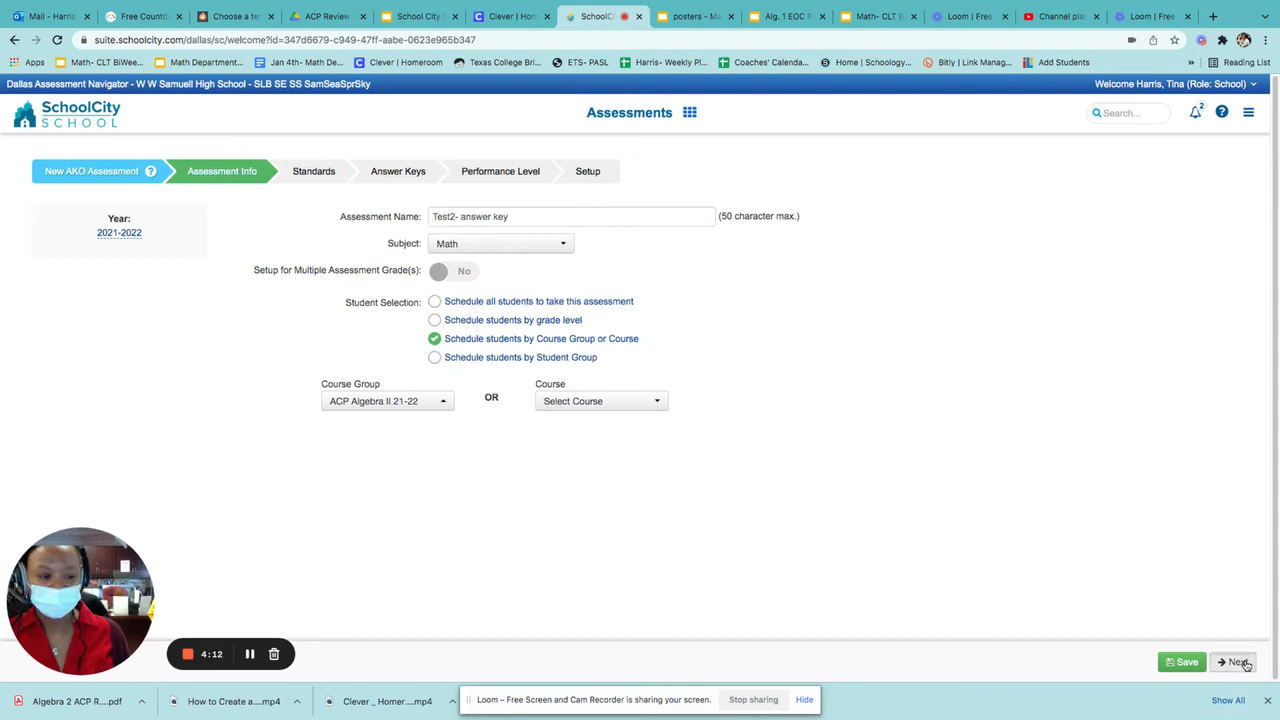 Mail - Harris
Free Countd
Choose a te
ACP Review
School City S
Clever | Hom
SchoolC
posters - Ma
Math- CLT B
Alg. 1 EOC R
Loom | Free
Channel pla
Loom | Free
suite.schoolcity.com/dallas/sc/welcome?id=347d6679-c949-47ff-aabe-0623e965b347
Apps
Math- CLT BiWee...
Math Department...
Jan 4th- Math De...
Clever | Homeroom
Texas College Bri...
ETS- PASL
Harris- Weekly Pl...
Coaches' Calenda...
Home | Schoology...
Bitly | Link Manag...
Add Students
»
Reading List
Dallas Assessment Navigator - W W Samuell High School - SLB SE SS SamSeaSprSky
Welcome Harris, Tina (Role: School)
SchoolCity
SCHOOL
Assessments
Search...
2
New AKO Assessment
Assessment Info
Standards
Answer Keys
Performance Level
Setup
Year:
2021-2022
Assessment Name:
Test2- answer key
(50 character max.)
Subject:
Math
Setup for Multiple Assessment Grade(s):
No
Student Selection:
Schedule all students to take this assessment
Schedule students by grade level
Schedule students by Course Group or Course
Schedule students by Student Group
Course Group
ACP Algebra II 21-22
OR
Course
Select Course
4:12
Save
Next
Algebra 2 ACP R....pdf
How to Create a....mp4
Clever _ Homer....mp4
Loom – Free Screen and Cam Recorder is sharing your screen.
Stop sharing
Hide
Show All